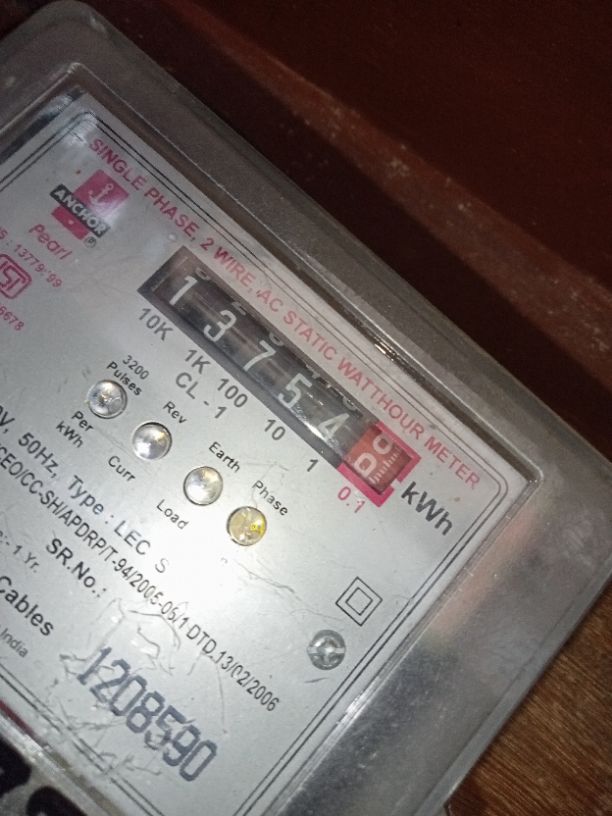 SINGLE PHASE, 2 WIRE, AC STATIC WATTHOUR METER
ANCHOR
Pearl
: 13779/99
6678
1 3 7 5 4
kWh
10K 1K 100 10 1 0.1
CL - 1
3200 Pulses Per kWh
Rev Curr
Earth Load
Phase
V, 50Hz, Type : LEC S
CEO/CC-SH/APDRP/T-94/2005-06/1 DTD.13/02/2006
: - 1 Yr.
SR.No.:
Cables
India
1208590